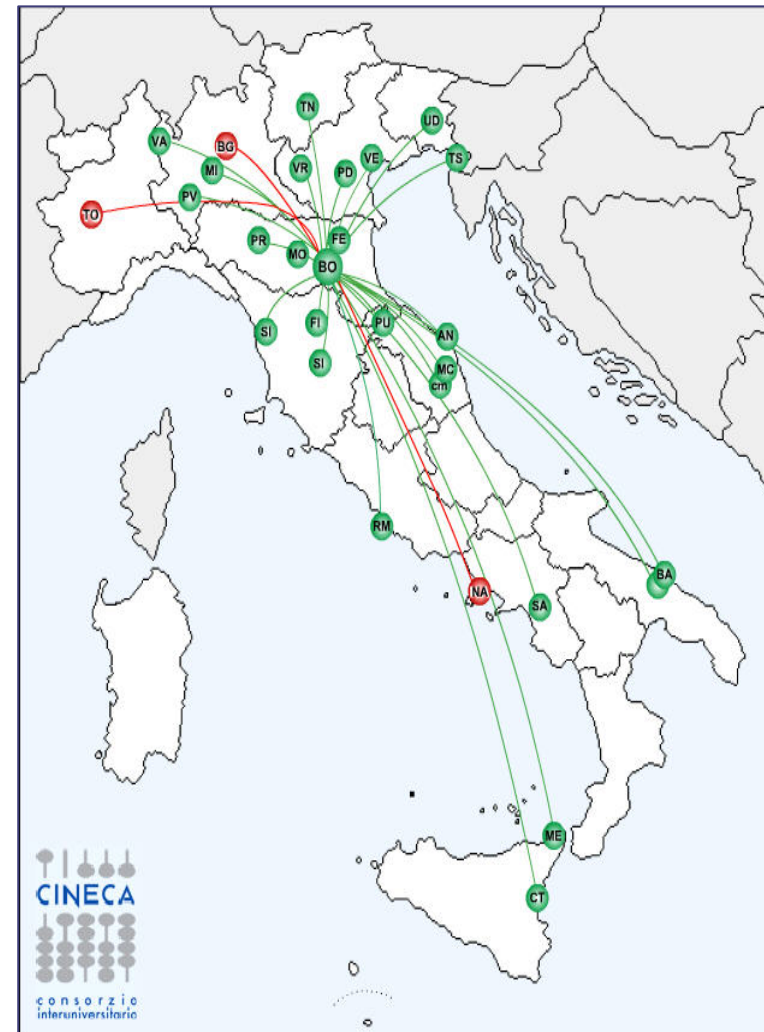 TN
UD
VA
BG
VE
TS
MI
VR
PD
PV
TO
PR
MO
FE
BO
SI
FI
PU
AN
SI
MC
cm
RM
BA
NA
SA
ME
CT
CINECA
consorzio
interuniversitario